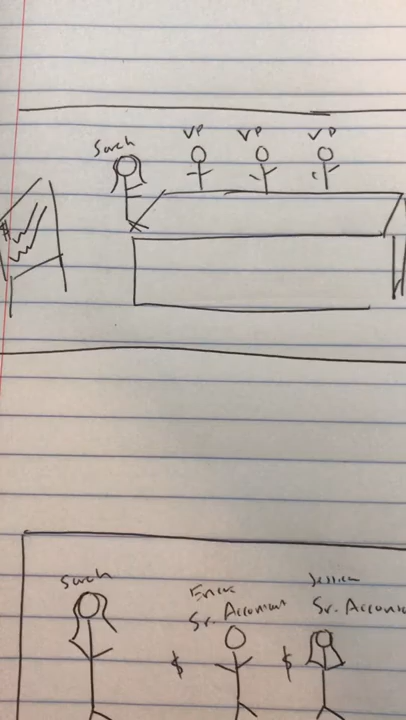 Sarah
VP VP VP
Sarah
$
Sr. Accountant
$
Jessica
Sr. Accoun